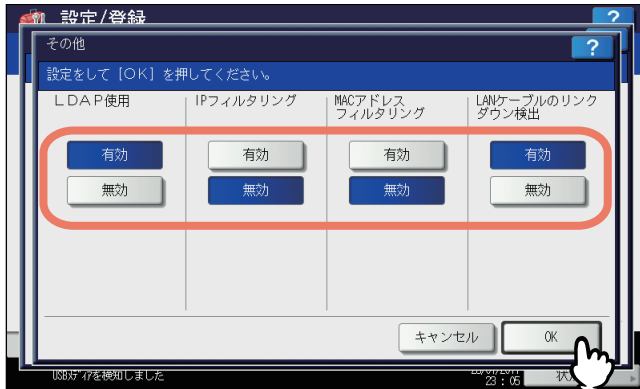 設定/登録
?
その他
?
設定をして [OK] を押してください。
LDAP使用
IPフィルタリング
MACアドレス
フィルタリング
LANケーブルのリンク
ダウン検出
有効
有効
有効
有効
無効
無効
無効
無効
キャンセル
OK
USBﾒﾃﾞｨｱを検知しました
23:05
状